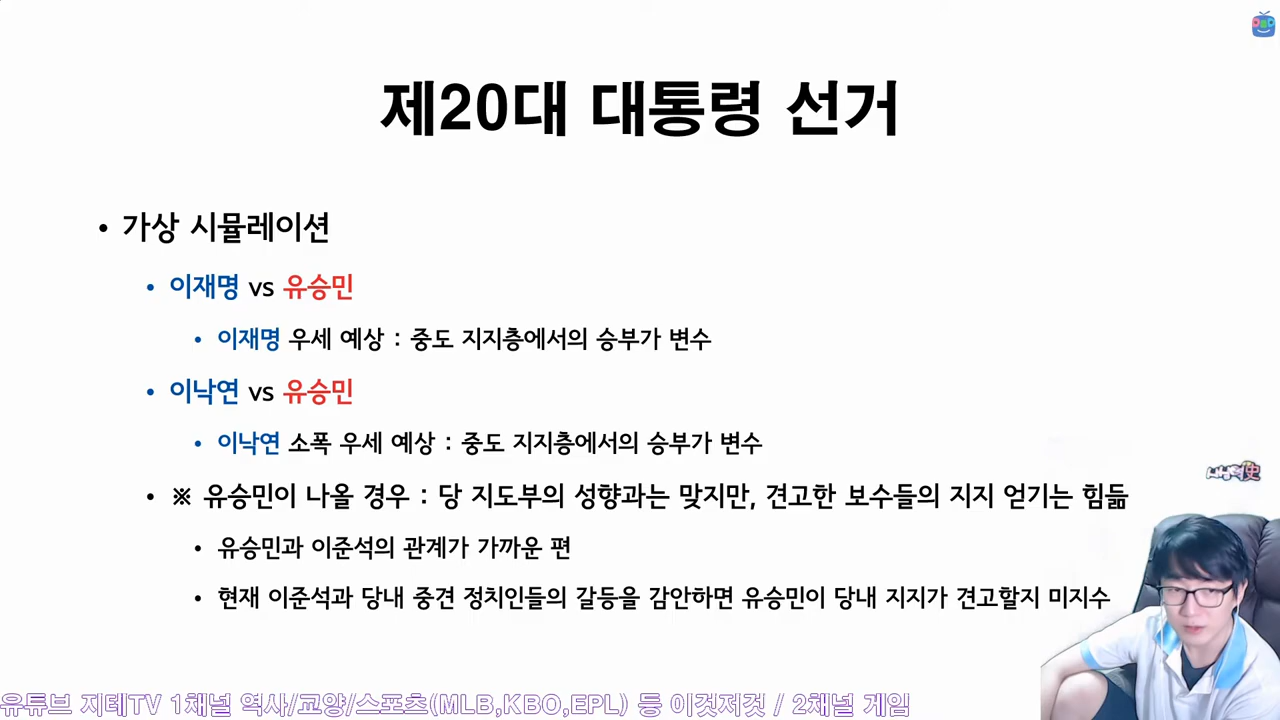 제20대 대통령 선거
• 가상 시뮬레이션
• 이재명 vs 유승민
• 이재명 우세 예상 : 중도 지지층에서의 승부가 변수
• 이낙연 vs 유승민
• 이낙연 소폭 우세 예상 : 중도 지지층에서의 승부가 변수
• ※ 유승민이 나올 경우 : 당 지도부의 성향과는 맞지만, 견고한 보수들의 지지 얻기는 힘듦
• 유승민과 이준석의 관계가 가까운 편
• 현재 이준석과 당내 중견 정치인들의 갈등을 감안하면 유승민이 당내 지지가 견고할지 미지수
유튜브 지테TV 1채널 역사/교양/스포츠(MLB,KBO,EPL) 등 이것저것 / 2채널 게임